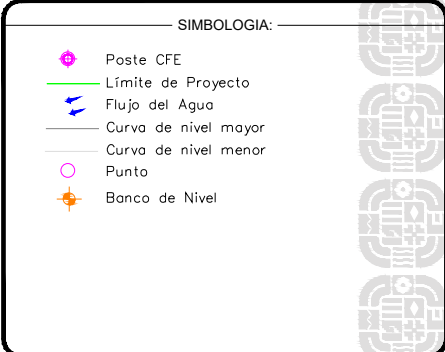 SIMBOLOGIA:
Poste CFE
Límite de Proyecto
Flujo del Agua
Curva de nivel mayor
Curva de nivel menor
Punto
Banco de Nivel